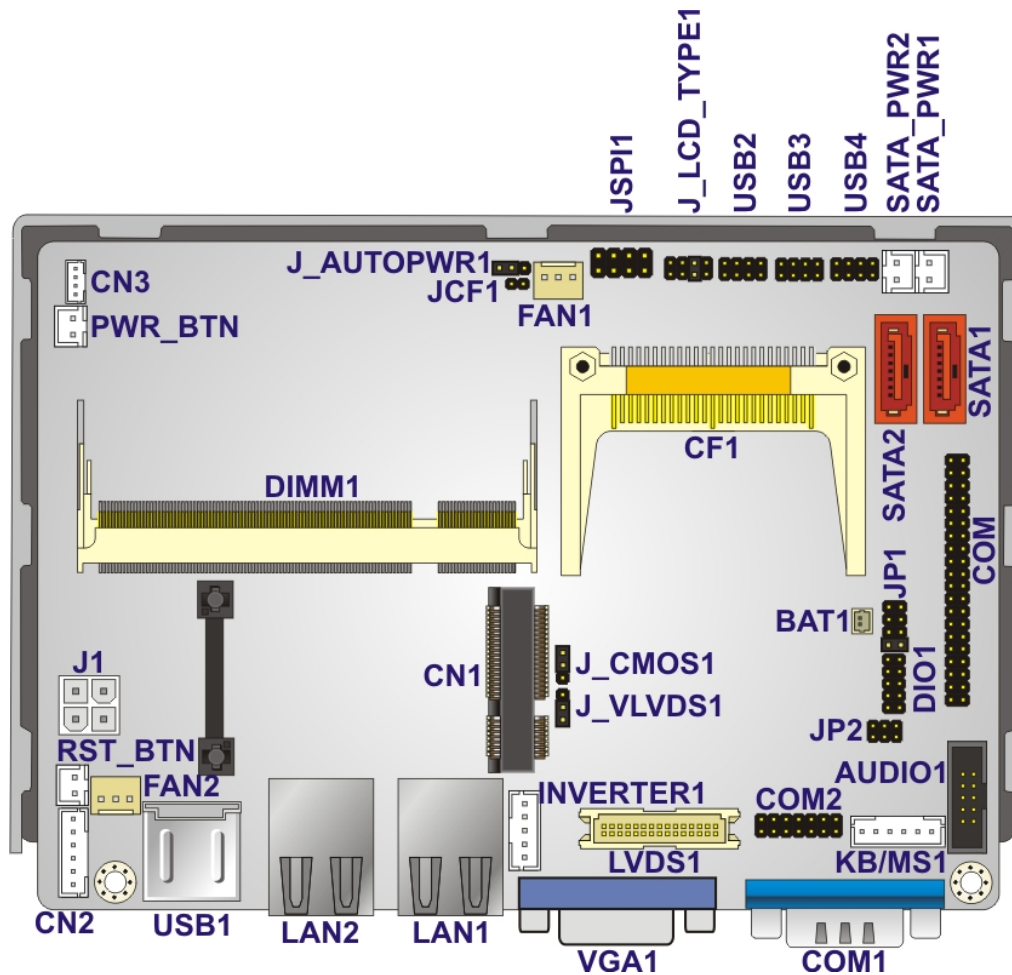 JSPI1
J_LCD_TYPE1
USB2
USB3
USB4
SATA_PWR2
SATA_PWR1
J_AUTOPWR1
CN3
JCF1
FAN1
PWR_BTN
SATA1
CF1
SATA2
DIMM1
COM
JP1
BAT1
J1
CN1
J_CMOS1
DIO1
J_VLVDS1
JP2
RST_BTN
FAN2
AUDIO1
INVERTER1
COM2
LVDS1
KB/MS1
CN2
USB1
LAN2
LAN1
VGA1
COM1